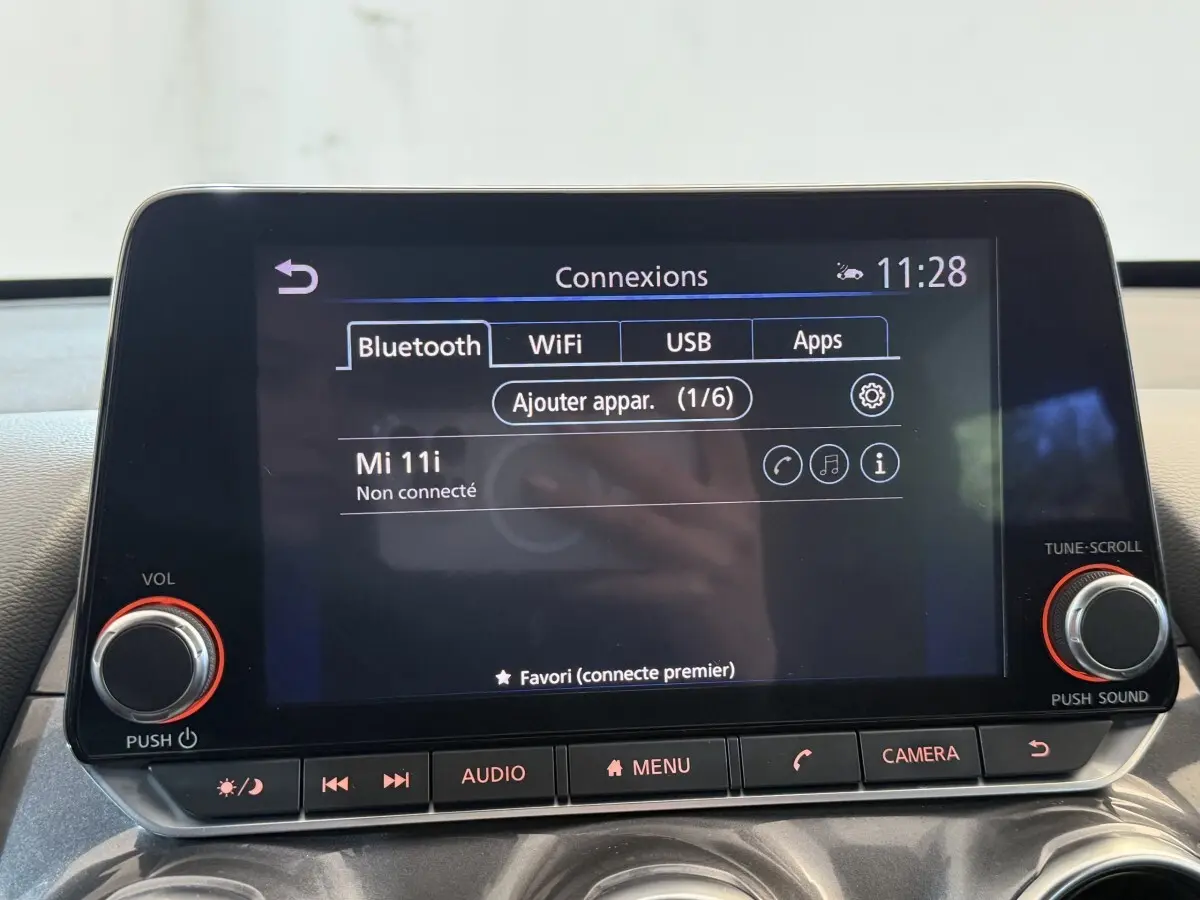 Connexions
11:28
Bluetooth WiFi USB Apps
Ajouter appar. (1/6)
Mi 11i
Non connecté
Favori (connecte premier)
VOL
PUSH
TUNE·SCROLL
PUSH SOUND
AUDIO MENU CAMERA